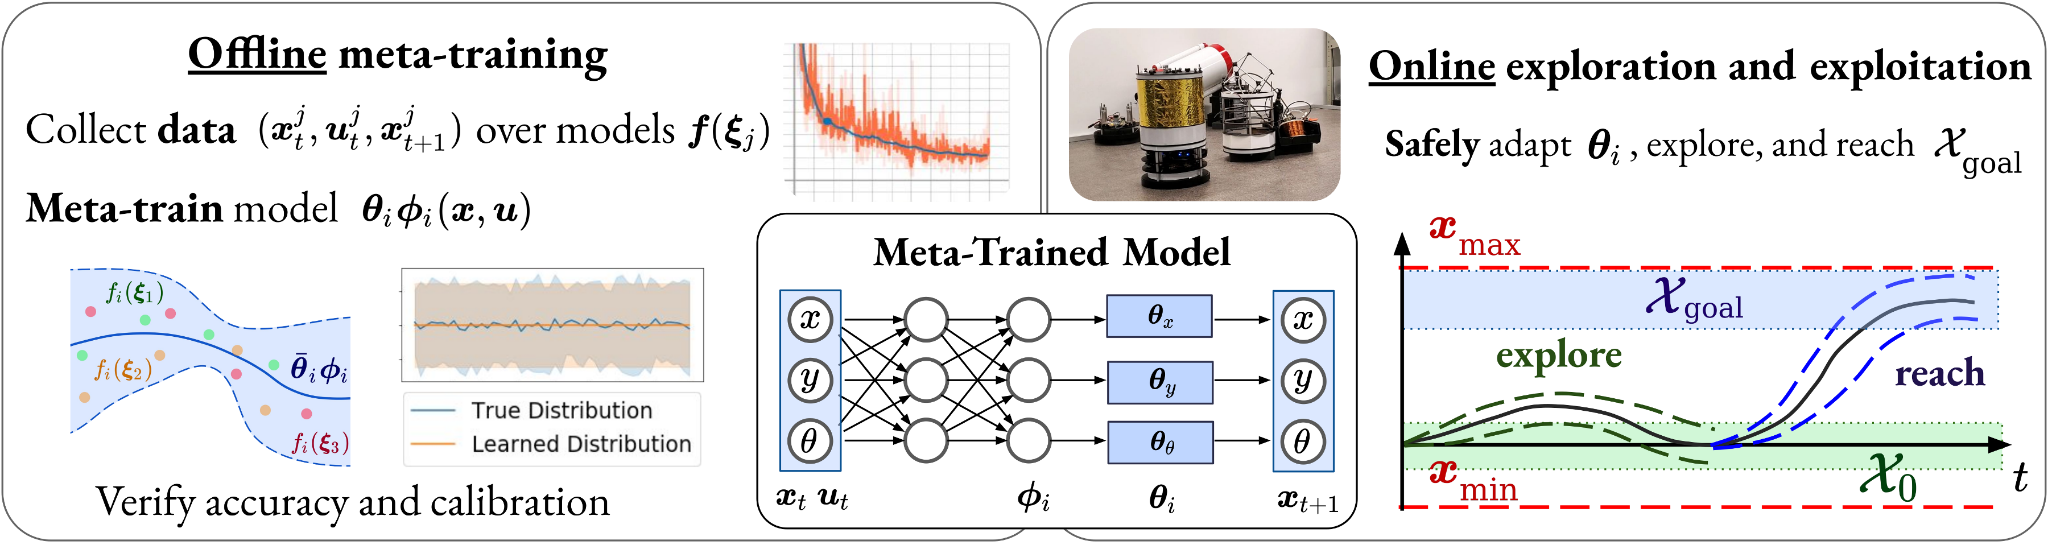 Offline meta-training
Collect data (x_t^j, u_t^j, x_{t+1}^j) over models f(ξ_j)
Meta-train model θ_i ϕ_i(x, u)
f_i(ξ_1)
f_i(ξ_2)
θ̄_i ϕ_i
f_i(ξ_3)
True Distribution
Learned Distribution
Verify accuracy and calibration
Meta-Trained Model
x θ_x x
y θ_y y
θ θ_θ θ
x_t u_t ϕ_i θ_i x_{t+1}
Online exploration and exploitation
Safely adapt θ_i, explore, and reach 𝒳_goal
x_max
𝒳_goal
explore
reach
x_min
𝒳_0
t